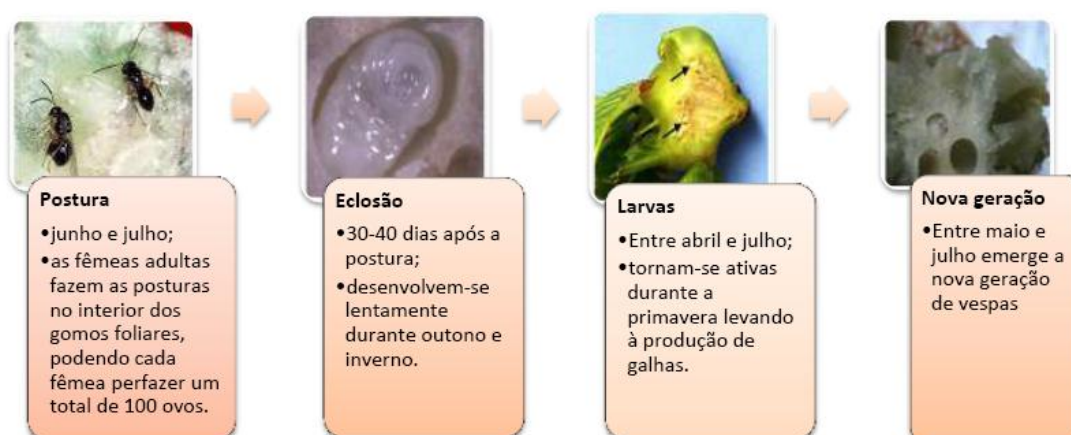 Postura
•junho e julho;
•as fêmeas adultas
fazem as posturas
no interior dos
gomos foliares,
podendo cada
fêmea perfazer um
total de 100 ovos.
Eclosão
•30-40 dias após a
postura;
•desenvolvem-se
lentamente
durante outono e
inverno.
Larvas
•Entre abril e julho;
•tornam-se ativas
durante a
primavera levando
à produção de
galhas.
Nova geração
•Entre maio e
julho emerge a
nova geração
de vespas